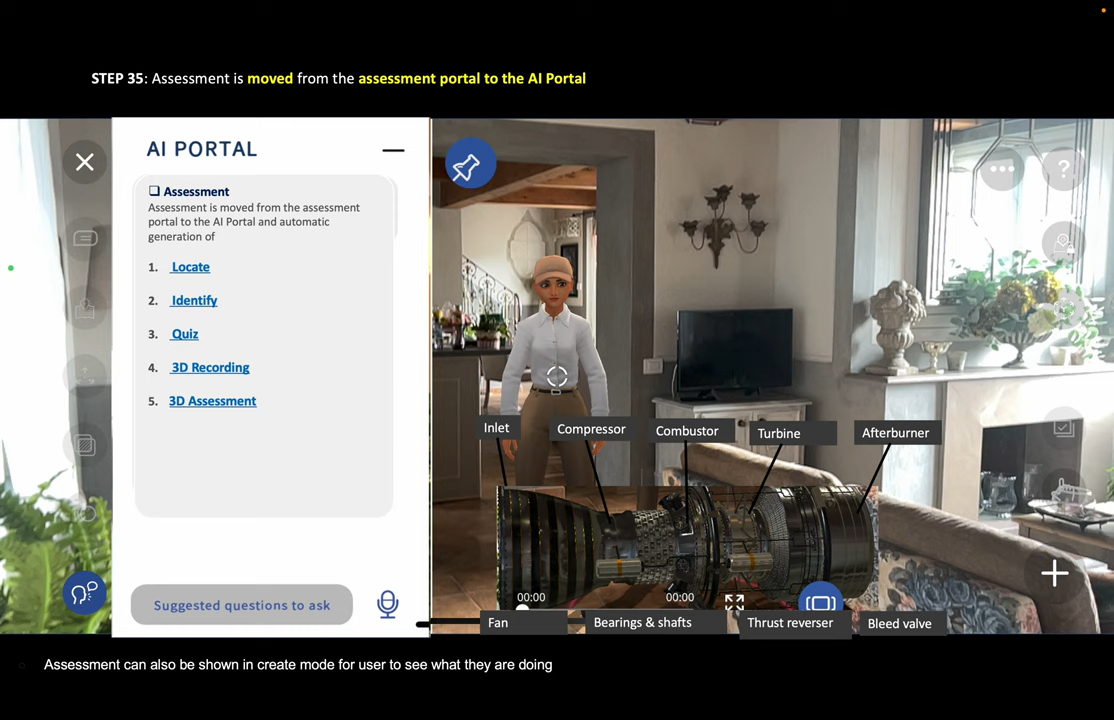 STEP 35: Assessment is moved from the assessment portal to the AI Portal
AI PORTAL
Assessment
Assessment is moved from the assessment
portal to the AI Portal and automatic
generation of
1. Locate
2. Identify
3. Quiz
4. 3D Recording
5. 3D Assessment
Suggested questions to ask
?
Inlet
Compressor
Combustor
Turbine
Afterburner
00:00
00:00
Fan
Bearings & shafts
Thrust reverser
Bleed valve
Assessment can also be shown in create mode for user to see what they are doing